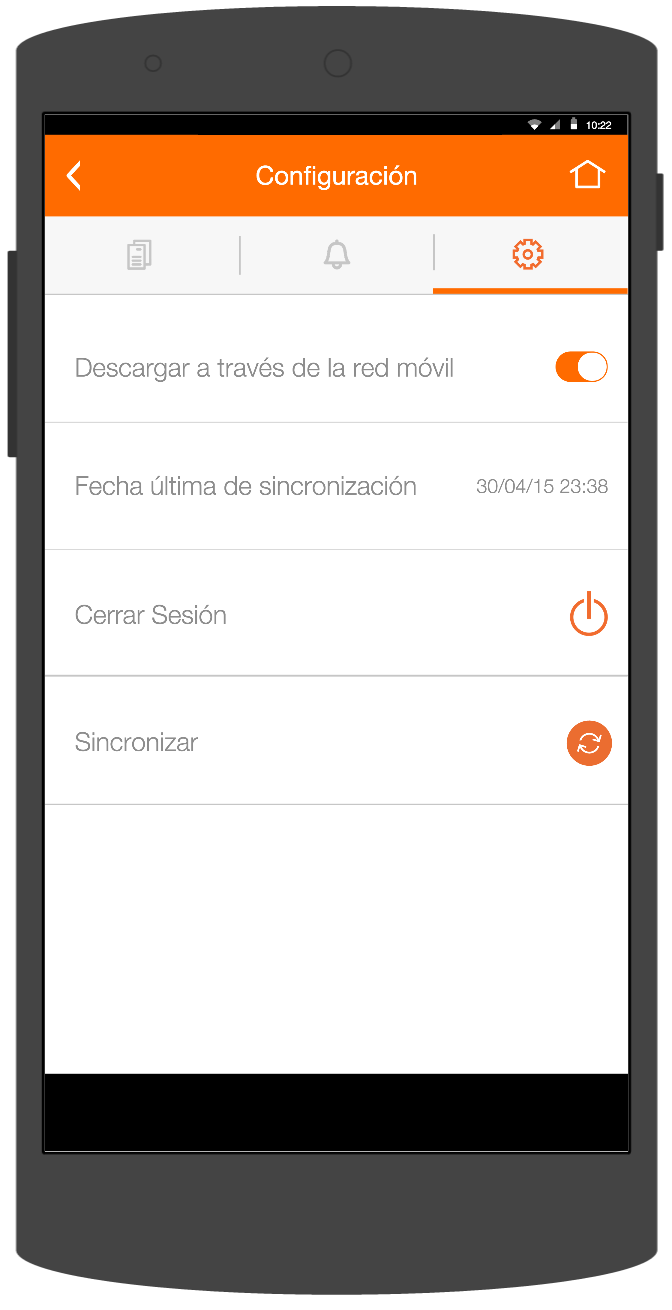 10:22
Configuración
Descargar a través de la red móvil
Fecha última de sincronización 30/04/15 23:38
Cerrar Sesión
Sincronizar